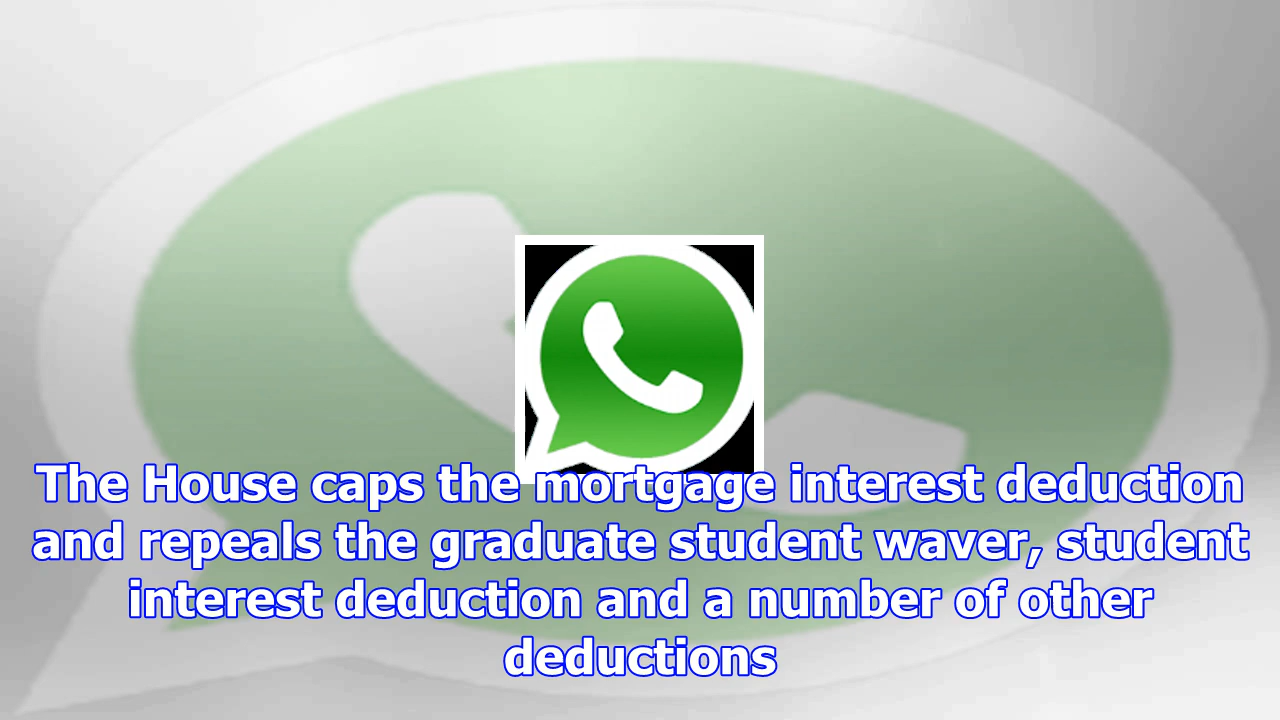 The House caps the mortgage interest deduction
and repeals the graduate student waver, student
interest deduction and a number of other
deductions